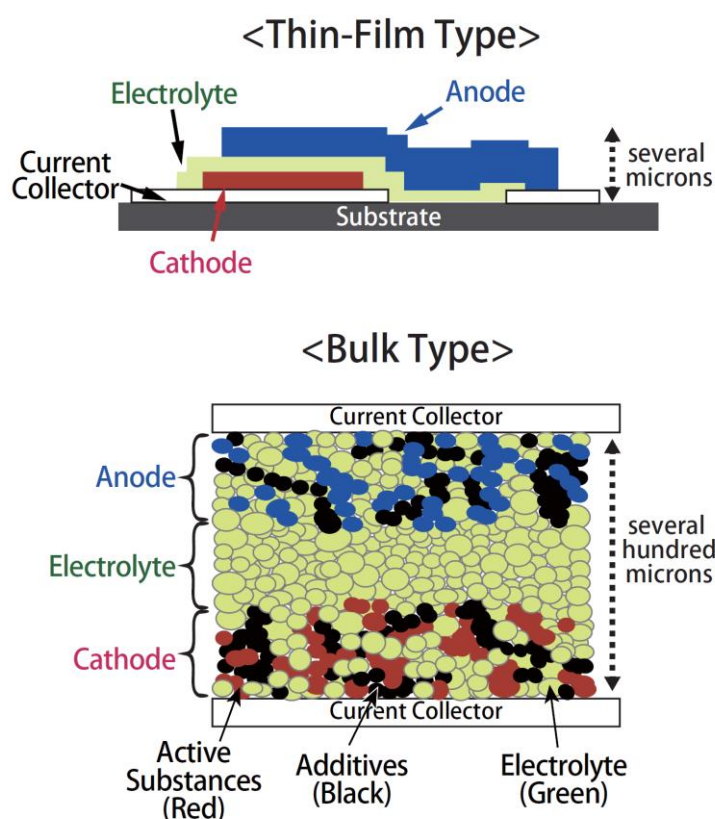 <Thin-Film Type>
Electrolyte
Anode
Current
Collector
several
microns
Substrate
Cathode
<Bulk Type>
Current Collector
Anode
Electrolyte
Cathode
several
hundred
microns
Current Collector
Active
Substances
(Red)
Additives
(Black)
Electrolyte
(Green)